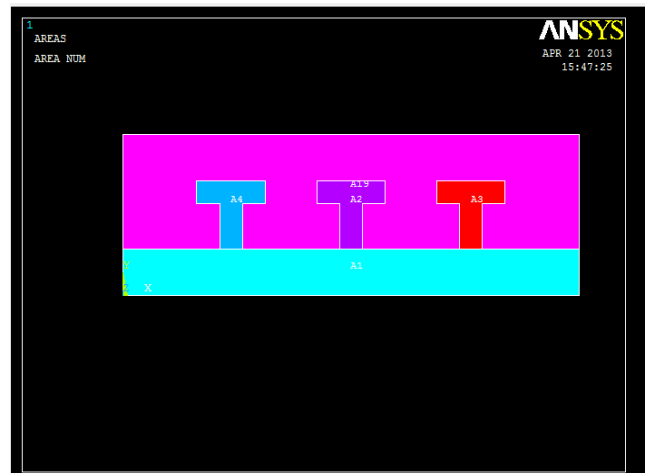 1
AREAS
AREA NUM
ANSYS
APR 21 2013
15:47:25
A19
A4
A2
A3
Y
A1
Z
X